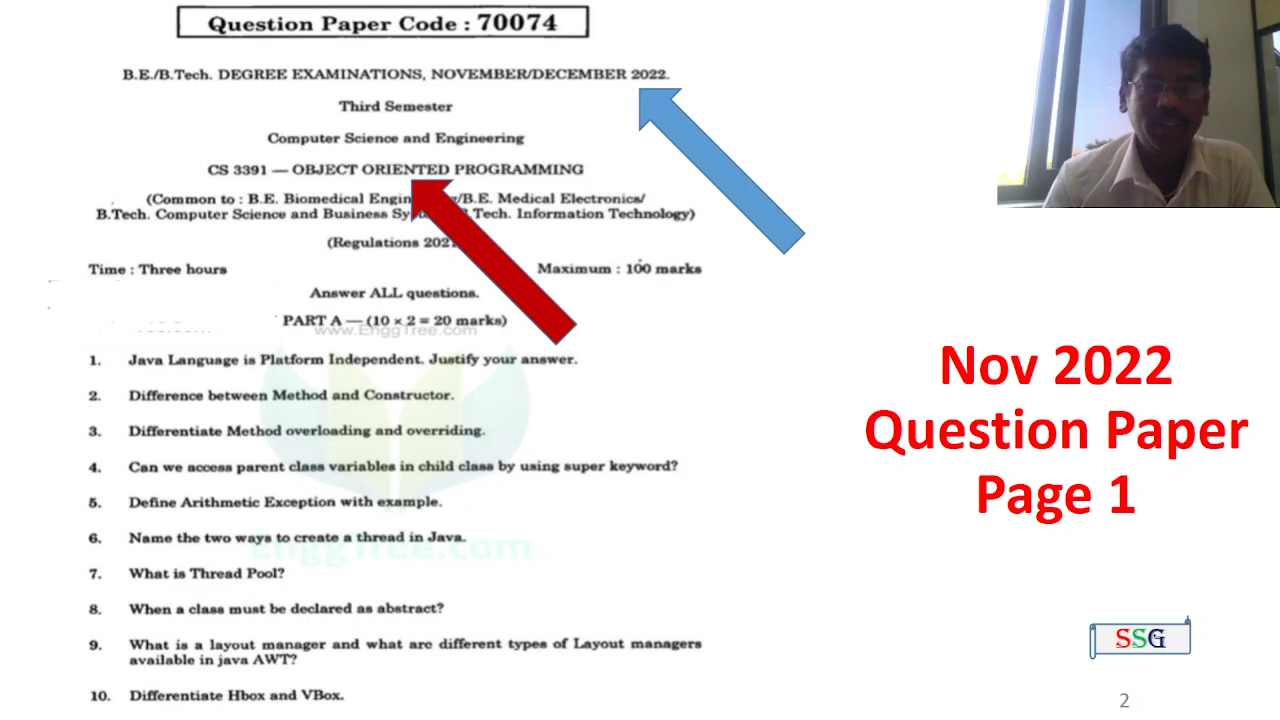 Question Paper Code : 70074
B.E./B.Tech. DEGREE EXAMINATIONS, NOVEMBER/DECEMBER 2022.
Third Semester
Computer Science and Engineering
CS 3391 — OBJECT ORIENTED PROGRAMMING
(Common to : B.E. Biomedical /B.E. Medical Electronics/
B.Tech. Computer Science and Business Tech. Information Technology)
(Regulations
Time : Three hours
Maximum : 100 marks
Answer ALL questions.
PART A — (10 × 2 = 20 marks)
www.EnggTree.com
1. Java Language is Platform Independent. Justify your answer.
2. Difference between Method and Constructor.
3. Differentiate Method overloading and overriding.
4. Can we access parent class variables in child class by using super keyword?
5. Define Arithmetic Exception with example.
6. Name the two ways to create a thread in Java.
EnggTree.com
7. What is Thread Pool?
8. When a class must be declared as abstract?
9. What is a layout manager and what are different types of Layout managers
available in java AWT?
10. Differentiate Hbox and VBox.
Nov 2022
Question Paper
Page 1
SSG
2